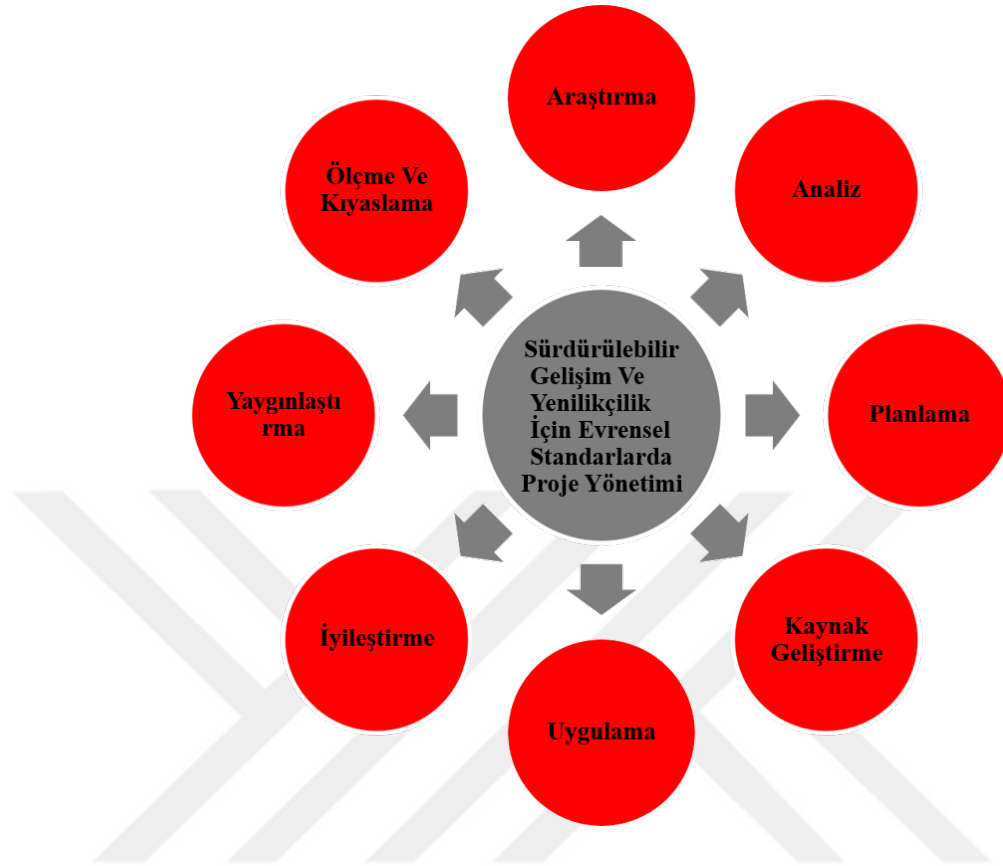 Araştırma
Analiz
Planlama
Kaynak
Geliştirme
Uygulama
İyileştirme
Yaygınlaştı
rma
Ölçme Ve
Kıyaslama
Sürdürülebilir
Gelişim Ve
Yenilikçilik
İçin Evrensel
Standarlarda
Proje Yönetimi